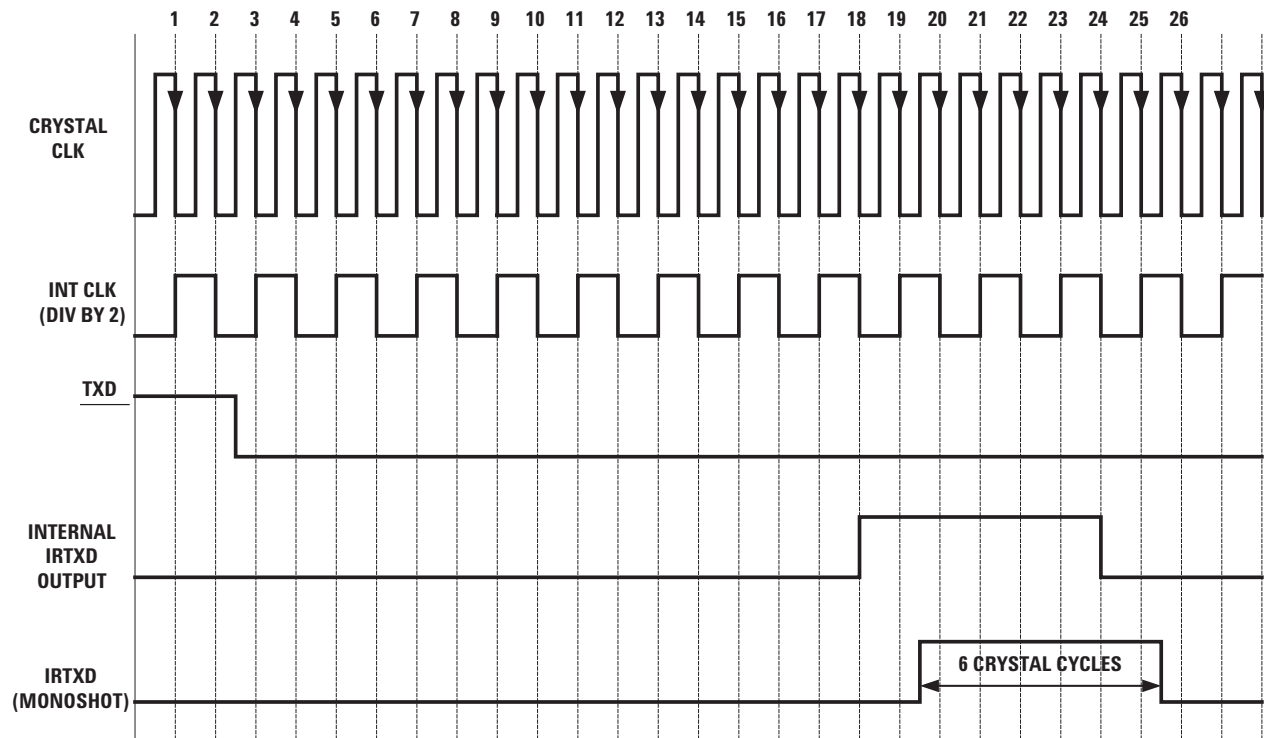 1 2 3 4 5 6 7 8 9 10 11 12 13 14 15 16 17 18 19 20 21 22 23 24 25 26
CRYSTAL
CLK
INT CLK
(DIV BY 2)
TXD
INTERNAL
IRTXD
OUTPUT
IRTXD
(MONOSHOT)
6 CRYSTAL CYCLES